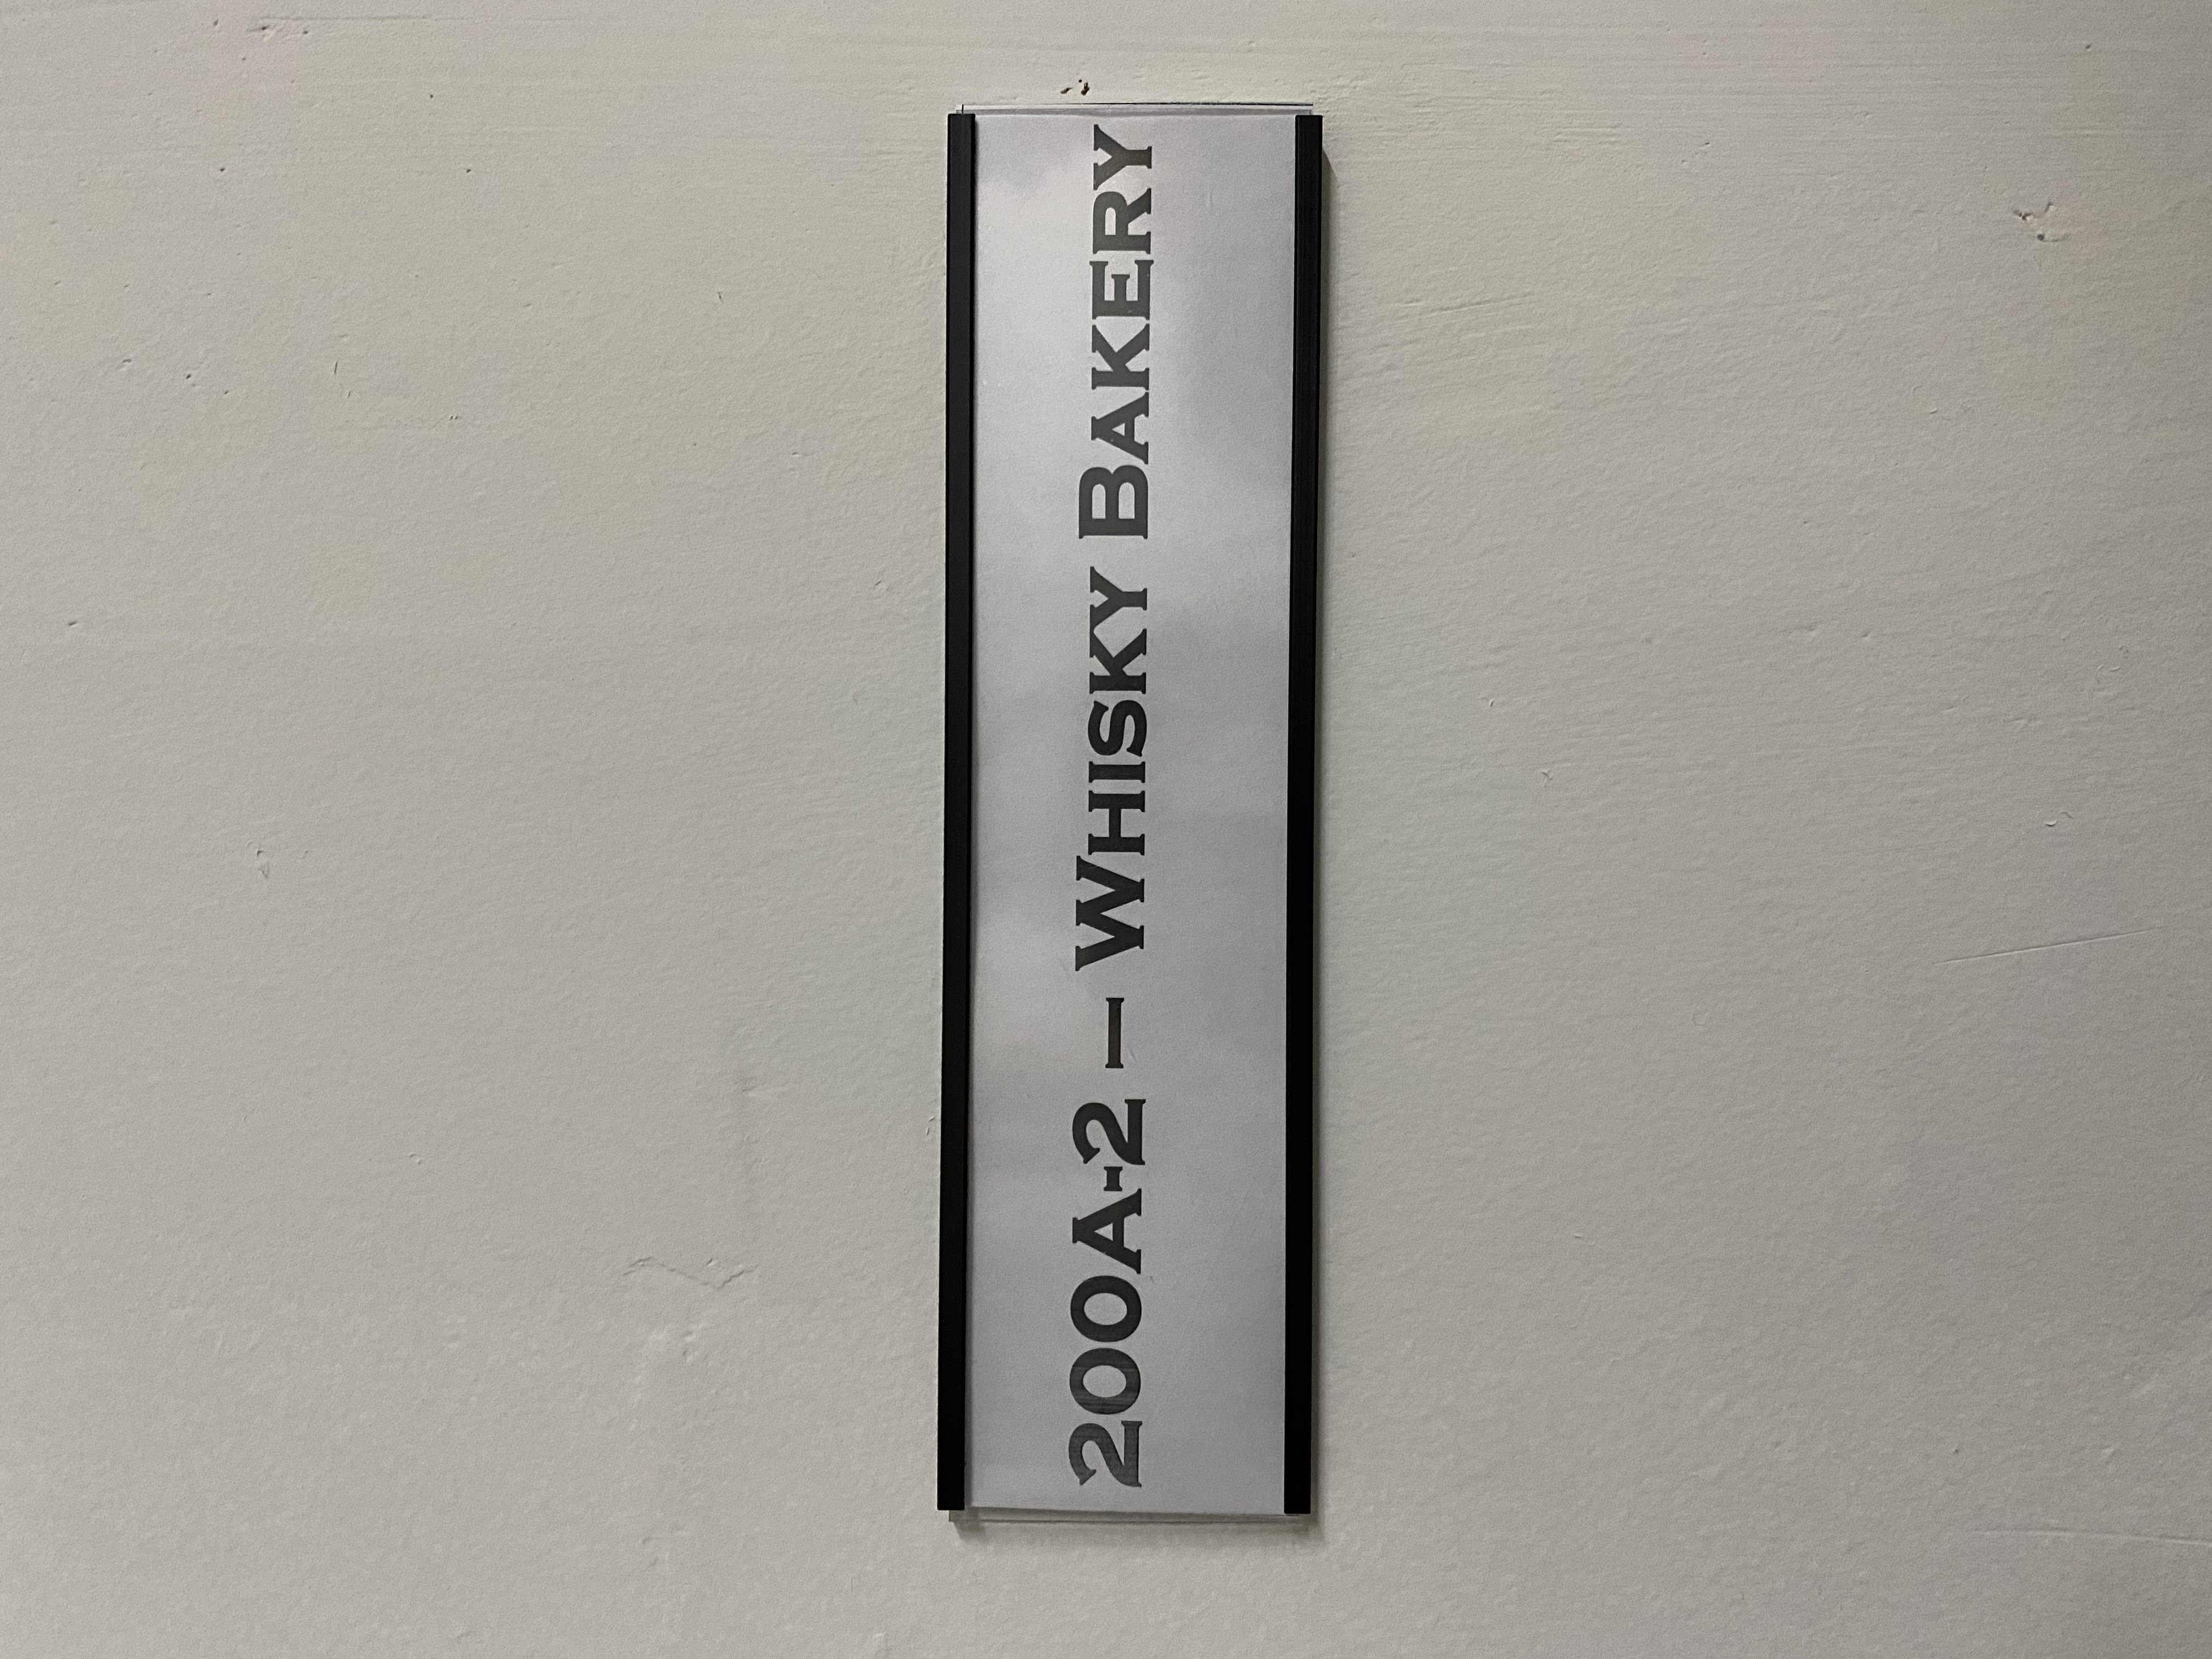 200A-2 – Whisky Bakery